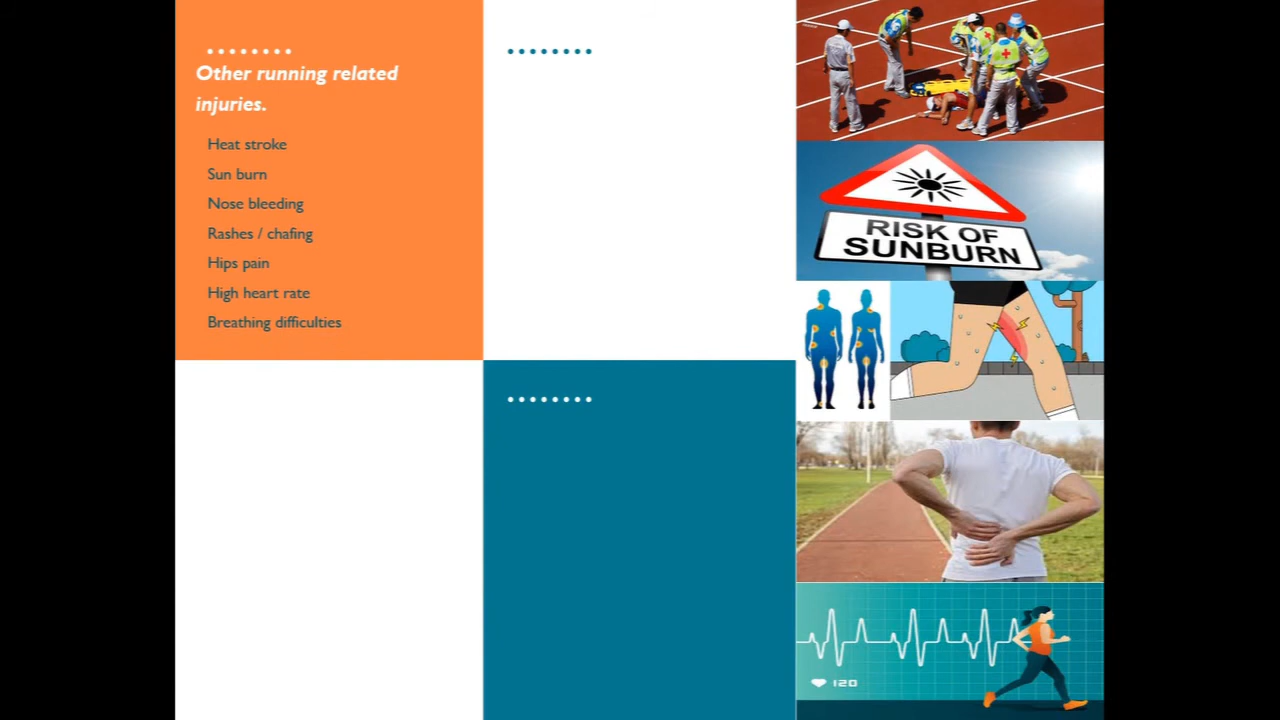 Other running related
injuries.
Heat stroke
Sun burn
Nose bleeding
Rashes / chafing
Hips pain
High heart rate
Breathing difficulties
RISK OF
SUNBURN
120